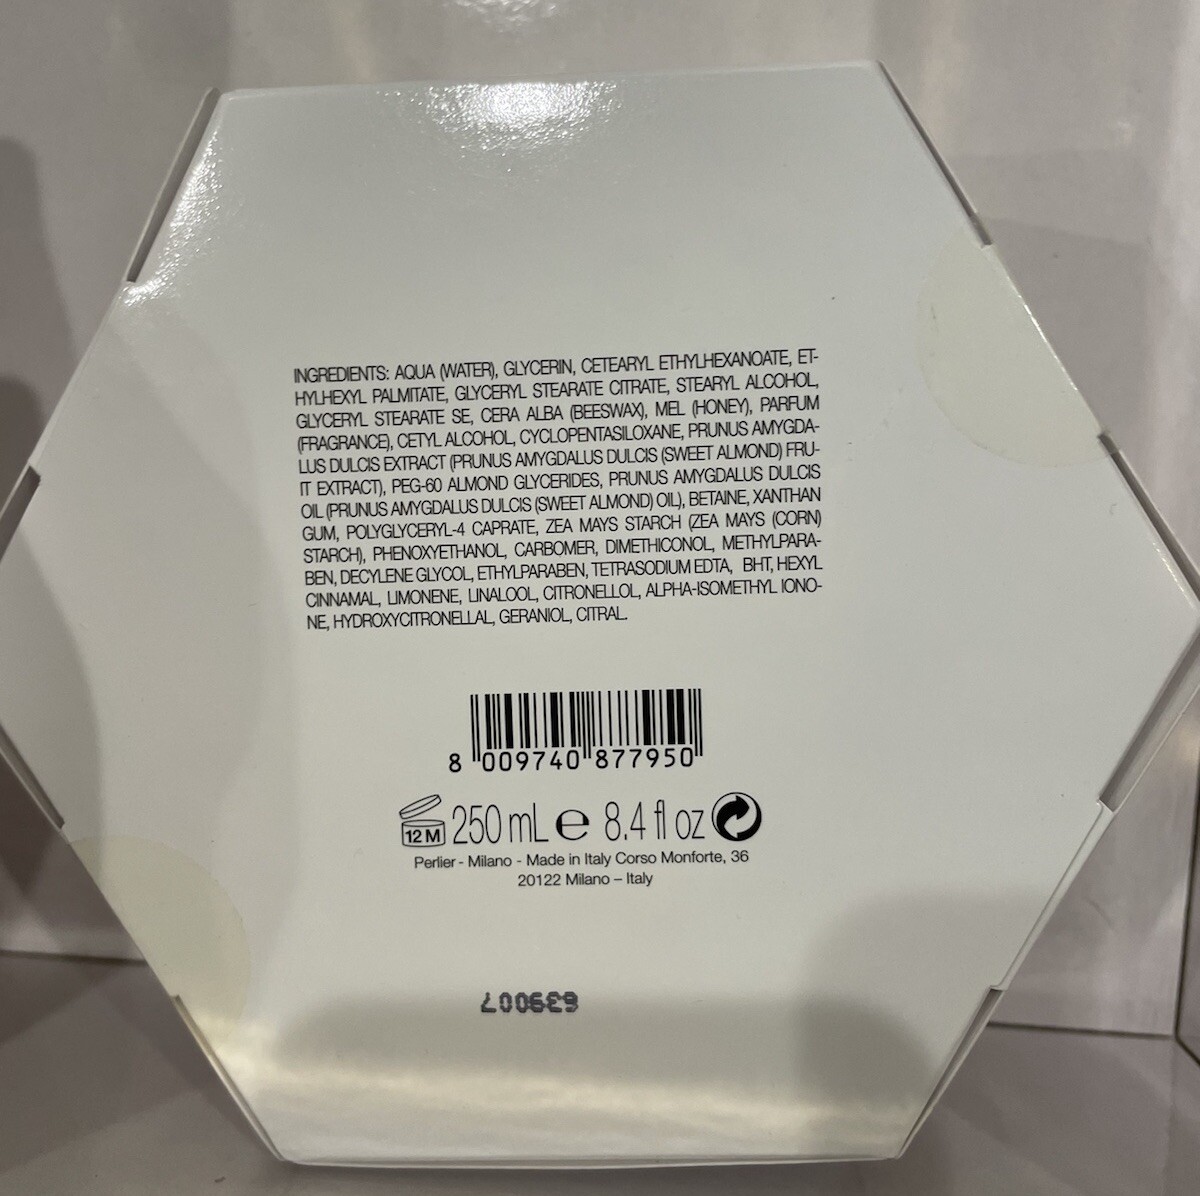 INGREDIENTS: AQUA (WATER), GLYCERIN, CETEARYL ETHYLHEXANOATE, ET-
HYLHEXYL PALMITATE, GLYCERYL STEARATE CITRATE, STEARYL ALCOHOL,
GLYCERYL STEARATE SE, CERA ALBA (BEESWAX), MEL (HONEY), PARFUM
(FRAGRANCE), CETYL ALCOHOL, CYCLOPENTASILOXANE, PRUNUS AMYGDA-
LUS DULCIS EXTRACT (PRUNUS AMYGDALUS DULCIS (SWEET ALMOND) FRU-
IT EXTRACT), PEG-60 ALMOND GLYCERIDES, PRUNUS AMYGDALUS DULCIS
OIL (PRUNUS AMYGDALUS DULCIS (SWEET ALMOND) OIL), BETAINE, XANTHAN
GUM, POLYGLYCERYL-4 CAPRATE, ZEA MAYS STARCH (ZEA MAYS (CORN)
STARCH), PHENOXYETHANOL, CARBOMER, DIMETHICONOL, METHYLPARA-
BEN, DECYLENE GLYCOL, ETHYLPARABEN, TETRASODIUM EDTA, BHT, HEXYL
CINNAMAL, LIMONENE, LINALOOL, CITRONELLOL, ALPHA-ISOMETHYL IONO-
NE, HYDROXYCITRONELLAL, GERANIOL, CITRAL.
8 009740 877950
12 M 250 mL e 8.4 fl oz
Perlier - Milano - Made in Italy Corso Monforte, 36
20122 Milano – Italy
639007